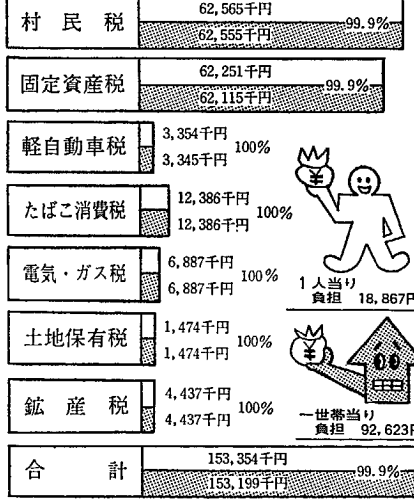 村民税
62,565千円
99.9%
62,555千円
固定資産税
62,251千円
99.9%
62,115千円
軽自動車税
3,354千円
100%
3,345千円
たばこ消費税
12,386千円
100%
12,386千円
電気・ガス税
6,887千円
100%
6,887千円
¥
1人当り
負担 18,867円
土地保有税
1,474千円
100%
1,474千円
¥
鉱産税
4,437千円
100%
4,437千円
一世帯当り
負担 92,623円
合計
153,354千円
99.9%
153,199千円